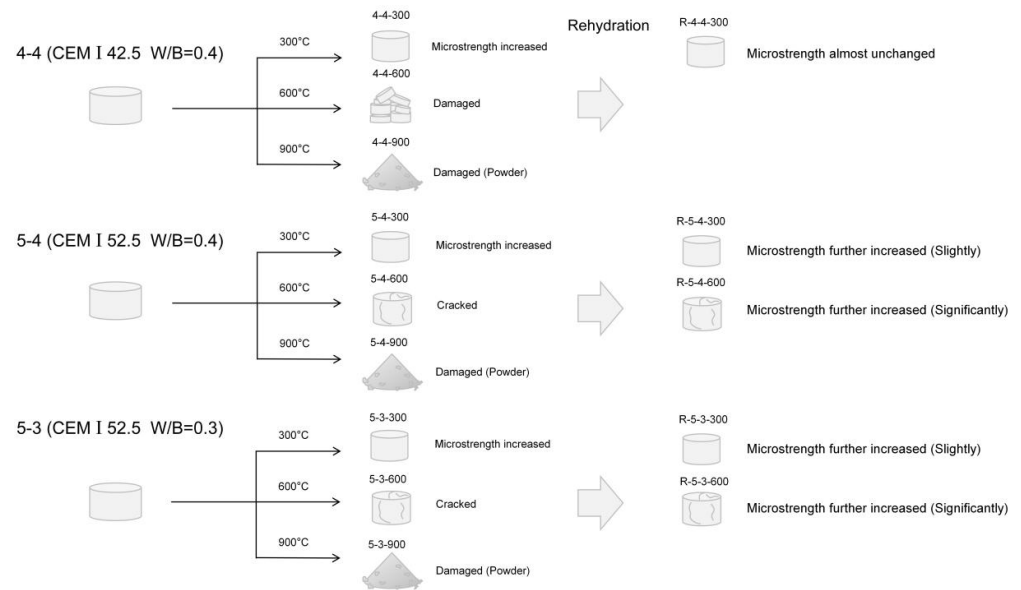 4-4 (CEM I 42.5 W/B=0.4)
300°C
600°C
900°C
4-4-300
Microstrength increased
4-4-600
Damaged
4-4-900
Damaged (Powder)
Rehydration
R-4-4-300
Microstrength almost unchanged
5-4 (CEM I 52.5 W/B=0.4)
300°C
600°C
900°C
5-4-300
Microstrength increased
5-4-600
Cracked
5-4-900
Damaged (Powder)
R-5-4-300
Microstrength further increased (Slightly)
R-5-4-600
Microstrength further increased (Significantly)
5-3 (CEM I 52.5 W/B=0.3)
300°C
600°C
900°C
5-3-300
Microstrength increased
5-3-600
Cracked
5-3-900
Damaged (Powder)
R-5-3-300
Microstrength further increased (Slightly)
R-5-3-600
Microstrength further increased (Significantly)